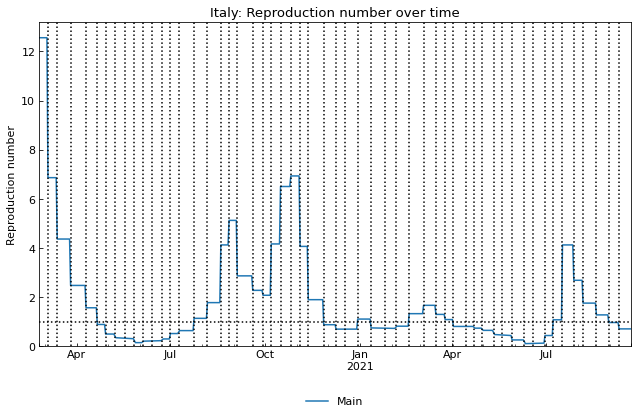 Italy: Reproduction number over time
Reproduction number
12
10
8
6
4
2
0
Apr
Jul
Oct
Jan
2021
Apr
Jul
Main